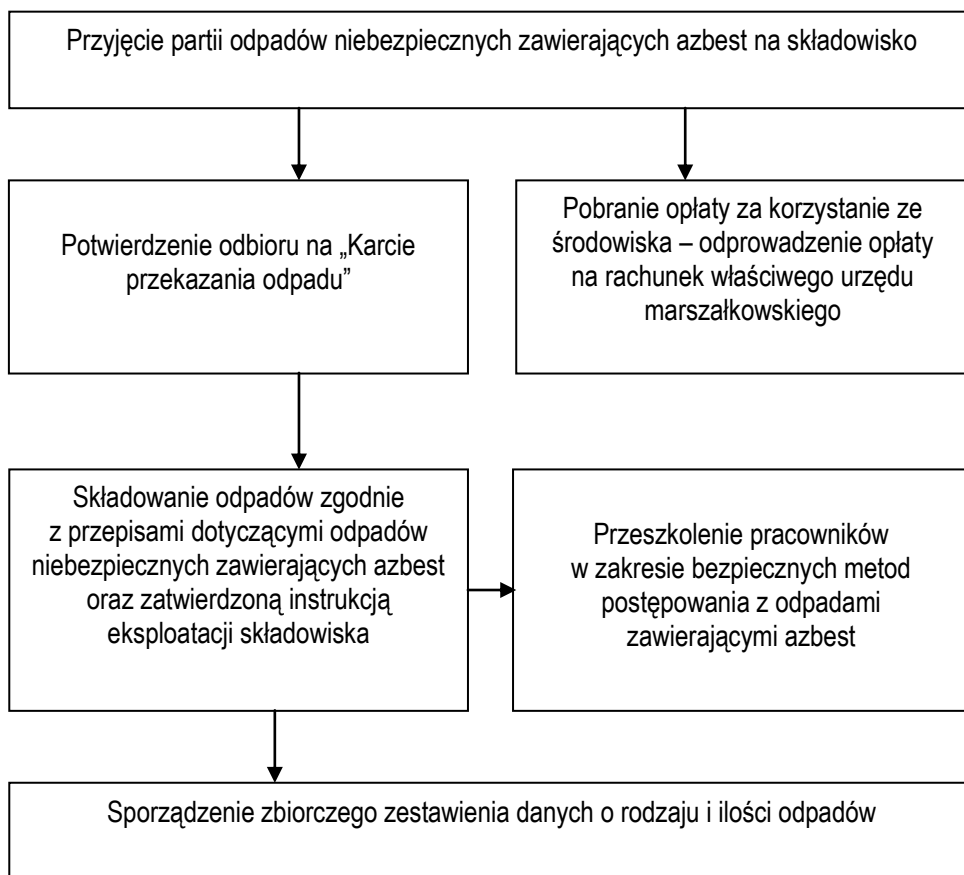 Przyjęcie partii odpadów niebezpiecznych zawierających azbest na składowisko
Potwierdzenie odbioru na „Karcie
przekazania odpadu”
Pobranie opłaty za korzystanie ze
środowiska – odprowadzenie opłaty
na rachunek właściwego urzędu
marszałkowskiego
Składowanie odpadów zgodnie
z przepisami dotyczącymi odpadów
niebezpiecznych zawierających azbest
oraz zatwierdzoną instrukcją
eksploatacji składowiska
Przeszkolenie pracowników
w zakresie bezpiecznych metod
postępowania z odpadami
zawierającymi azbest
Sporządzenie zbiorczego zestawienia danych o rodzaju i ilości odpadów